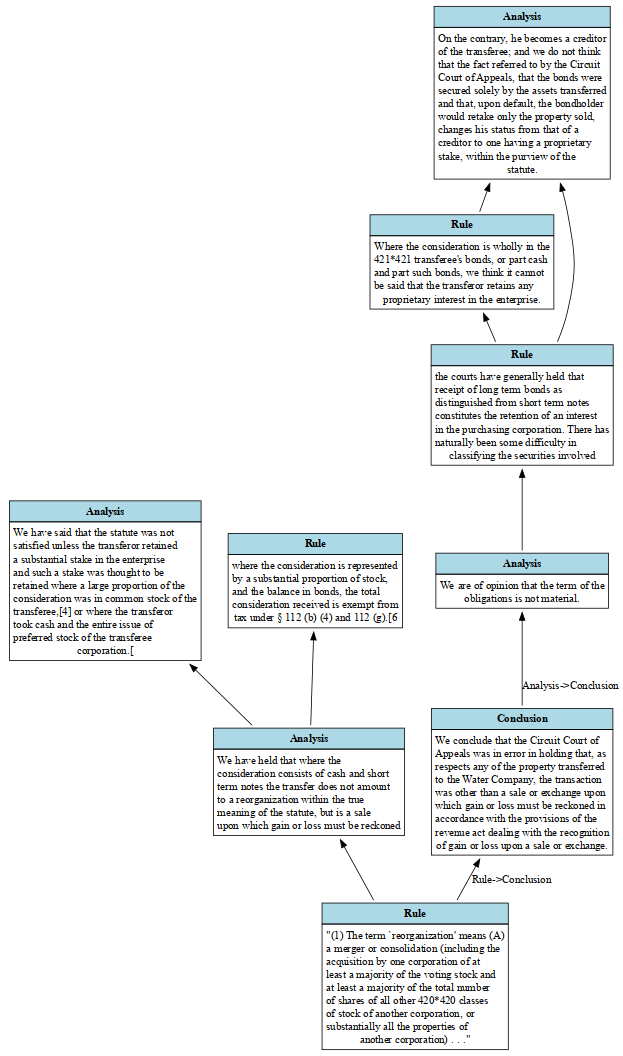 Analysis
On the contrary, he becomes a creditor
of the transferee; and we do not think
that the fact referred to by the Circuit
Court of Appeals, that the bonds were
secured solely by the assets transferred
and that, upon default, the bondholder
would retake only the property sold,
changes his status from that of a
creditor to one having a proprietary
stake, within the purview of the
statute.
Rule
Where the consideration is wholly in the
421*421 transferee's bonds, or part cash
and part such bonds, we think it cannot
be said that the transferor retains any
proprietary interest in the enterprise.
Rule
the courts have generally held that
receipt of long term bonds as
distinguished from short term notes
constitutes the retention of an interest
in the purchasing corporation. There has
naturally been some difficulty in
classifying the securities involved
Analysis
We have said that the statute was not
satisfied unless the transferor retained
a substantial stake in the enterprise
and such a stake was thought to be
retained where a large proportion of the
consideration was in common stock of the
transferee,[4] or where the transferor
took cash and the entire issue of
preferred stock of the transferee
corporation.[
Rule
where the consideration is represented
by a substantial proportion of stock,
and the balance in bonds, the total
consideration received is exempt from
tax under § 112 (b) (4) and 112 (g).[6
Analysis
We are of opinion that the term of the
obligations is not material.
Analysis->Conclusion
Analysis
We have held that where the
consideration consists of cash and short
term notes the transfer does not amount
to a reorganization within the true
meaning of the statute, but is a sale
upon which gain or loss must be reckoned
Conclusion
We conclude that the Circuit Court of
Appeals was in error in holding that, as
respects any of the property transferred
to the Water Company, the transaction
was other than a sale or exchange upon
which gain or loss must be reckoned in
accordance with the provisions of the
revenue act dealing with the recognition
of gain or loss upon a sale or exchange.
Rule->Conclusion
Rule
"(1) The term `reorganization' means (A)
a merger or consolidation (including the
acquisition by one corporation of at
least a majority of the voting stock and
at least a majority of the total number
of shares of all other 420*420 classes
of stock of another corporation, or
substantially all the properties of
another corporation) . . ."